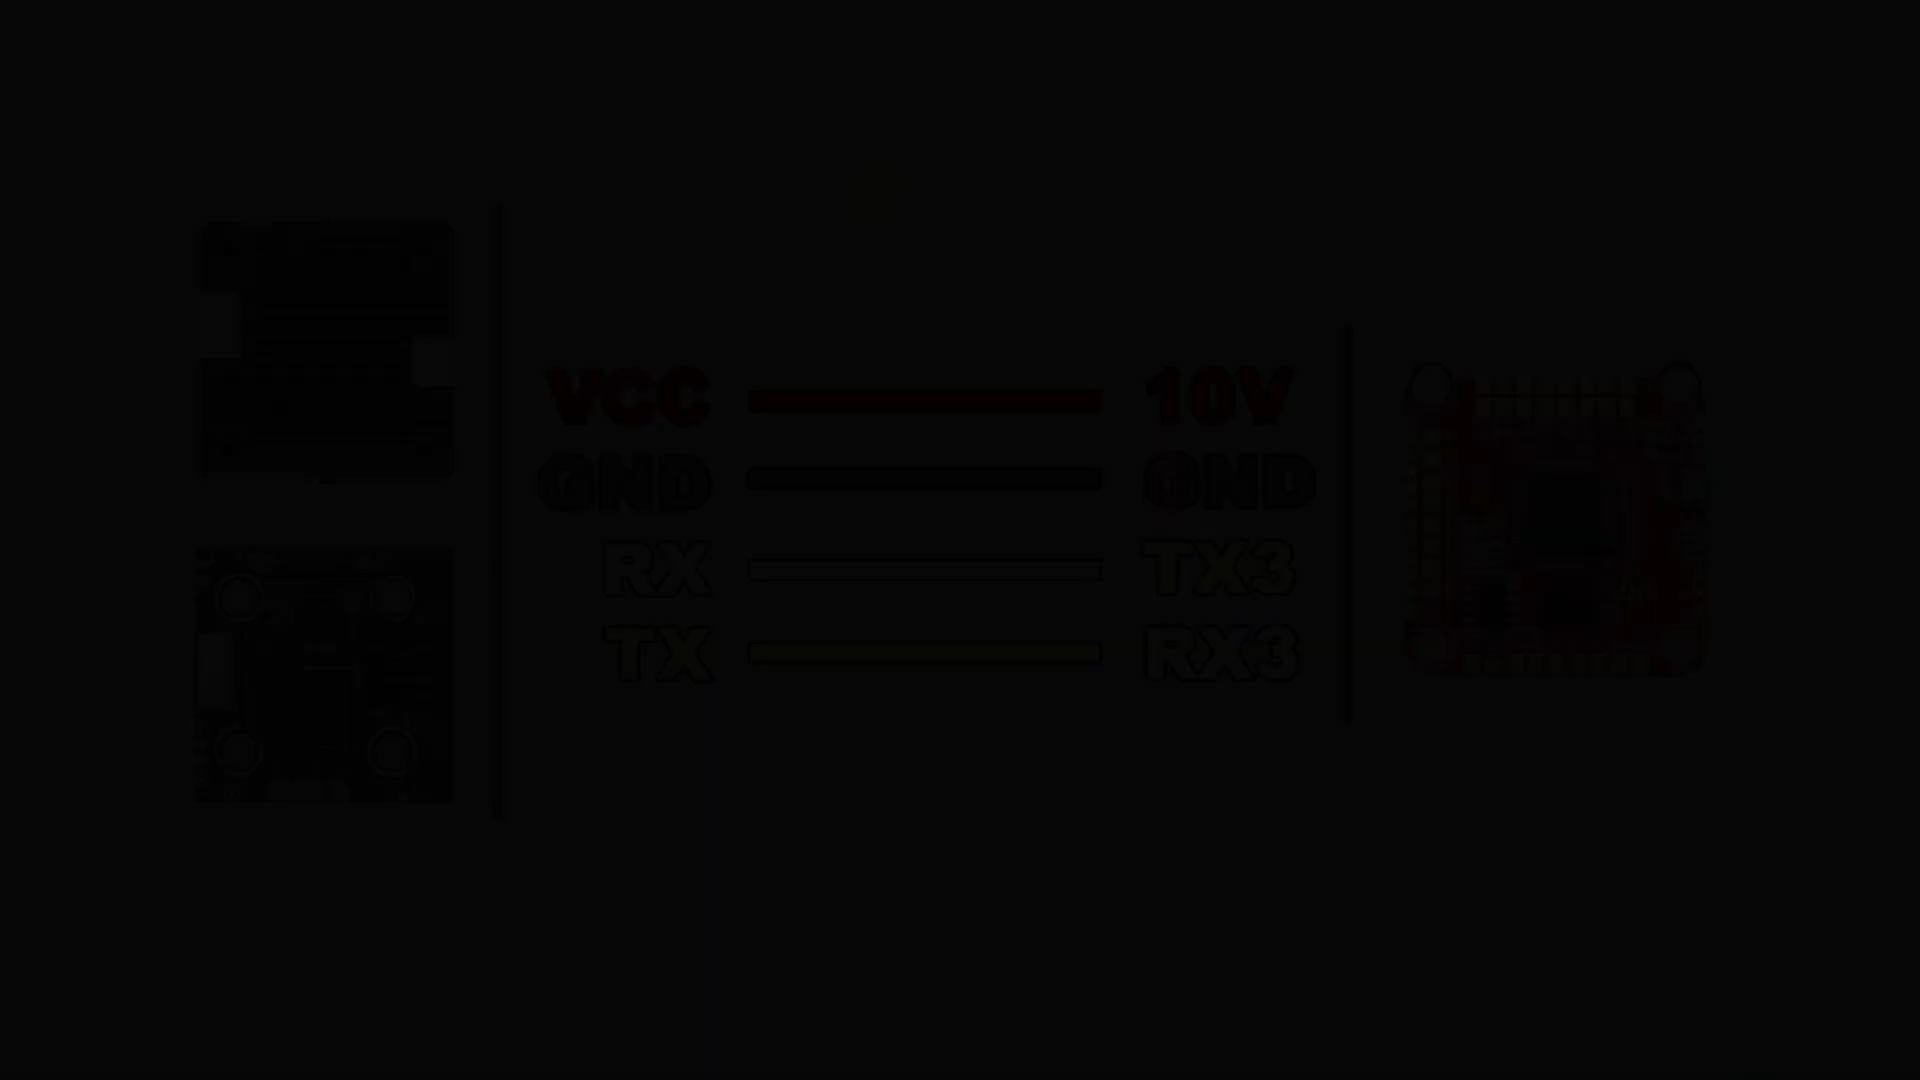 VCC 10V
GND GND
RX TX3
TX RX3